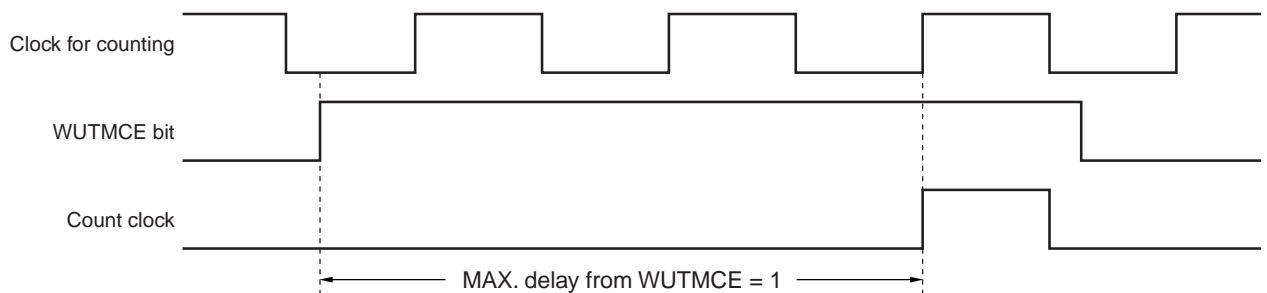 Clock for counting
WUTMCE bit
Count clock
MAX. delay from WUTMCE = 1